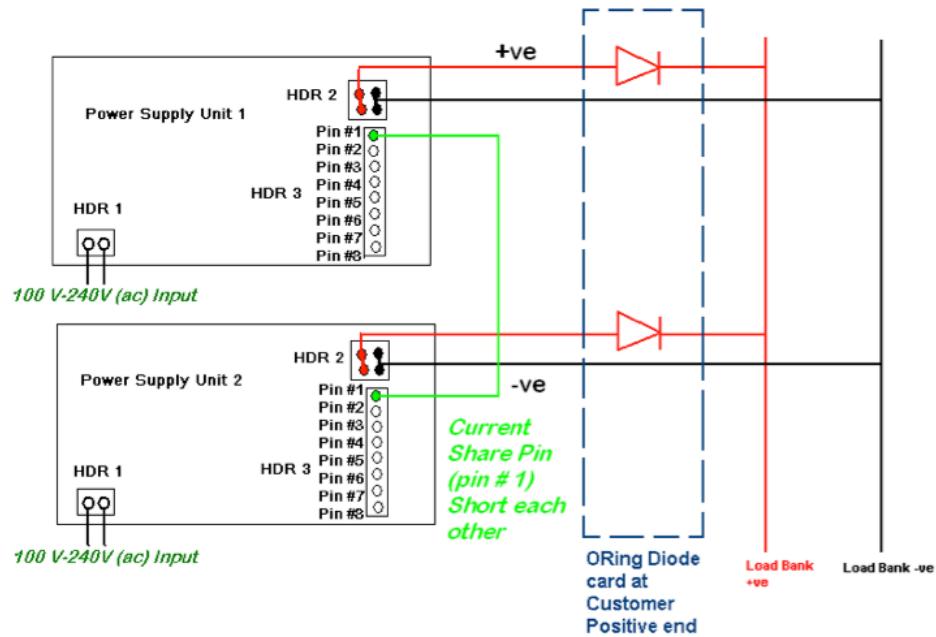 +ve
HDR 2
Power Supply Unit 1
Pin #1
Pin #2
Pin #3
Pin #4
HDR 3
Pin #5
Pin #6
HDR 1
Pin #7
Pin #8
100 V-240V (ac) Input
HDR 2
Power Supply Unit 2
-ve
Pin #1
Pin #2
Pin #3
Pin #4
HDR 3
Pin #5
Pin #6
HDR 1
Pin #7
Pin #8
Current
Share Pin
(pin # 1)
Short each
other
100 V-240V (ac) Input
ORing Diode
card at
Customer
Positive end
Load Bank
+ve
Load Bank -ve